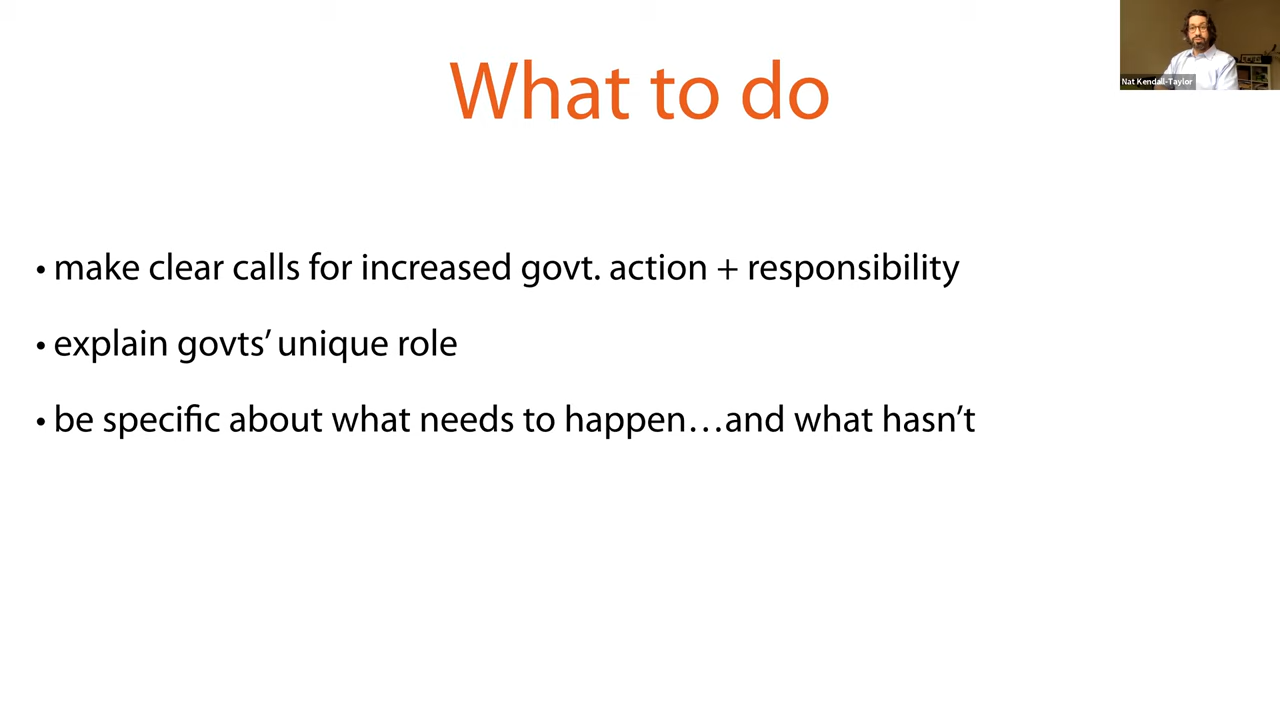 What to do
Nat Kendall-Taylor
• make clear calls for increased govt. action + responsibility
• explain govts’ unique role
• be specific about what needs to happen…and what hasn’t